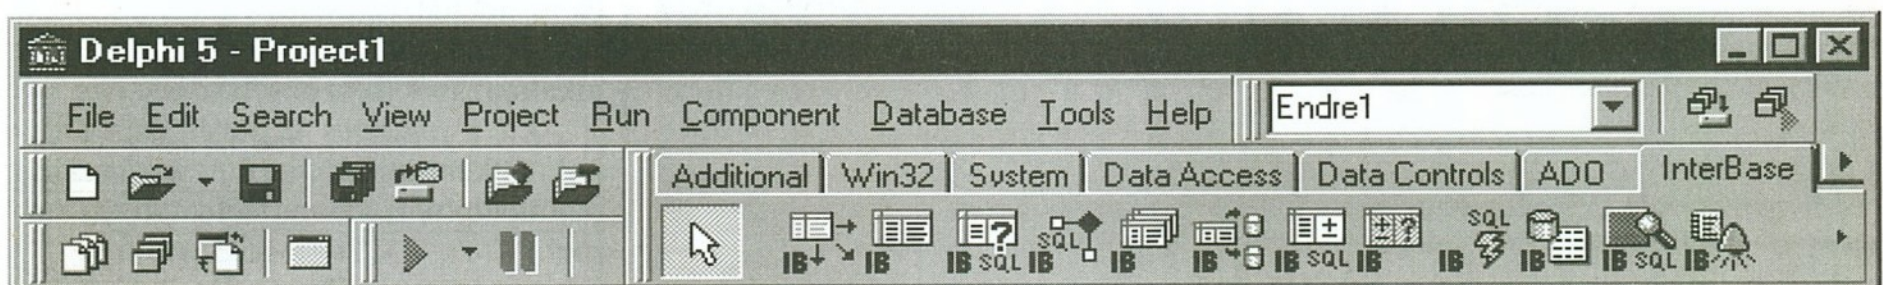 Delphi 5 - Project1
File Edit Search View Project Run Component Database Tools Help Endre1
Additional Win32 System Data Access Data Controls ADO InterBase
SQL SQL
IB IB IB SQL IB IB IB IB SQL IB IB IB IB SQL IB